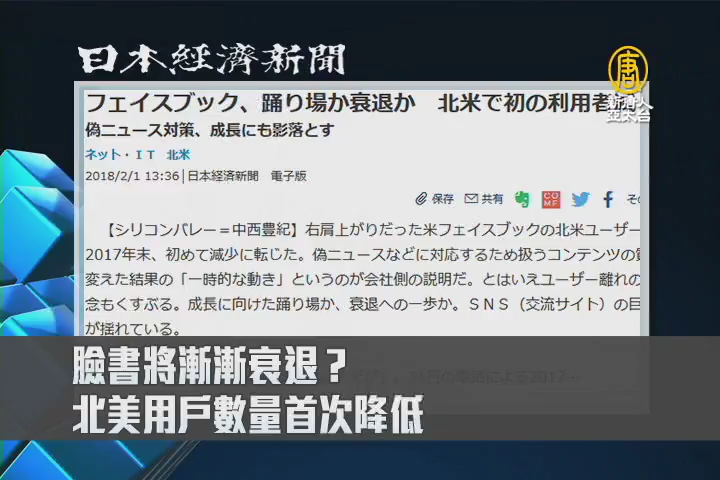 日本経済新聞
唐
新唐人
亞太台
フェイスブック、踊り場か衰退か　北米で初の利用者
偽ニュース対策、成長にも影落とす
ネット・ＩＴ　北米
2018/2/1 13:36 | 日本経済新聞　電子版
保存 共有 その
【シリコンバレー＝中西豊紀】右肩上がりだった米フェイスブックの北米ユーザー
2017年末、初めて減少に転じた。偽ニュースなどに対応するため扱うコンテンツの質
変えた結果の「一時的な動き」というのが会社側の説明だ。とはいえユーザー離れの
念もくすぶる。成長に向けた踊り場か、衰退への一歩か。ＳＮＳ（交流サイト）の目
が揺れている。
臉書將漸漸衰退？
北美用戶數量首次降低